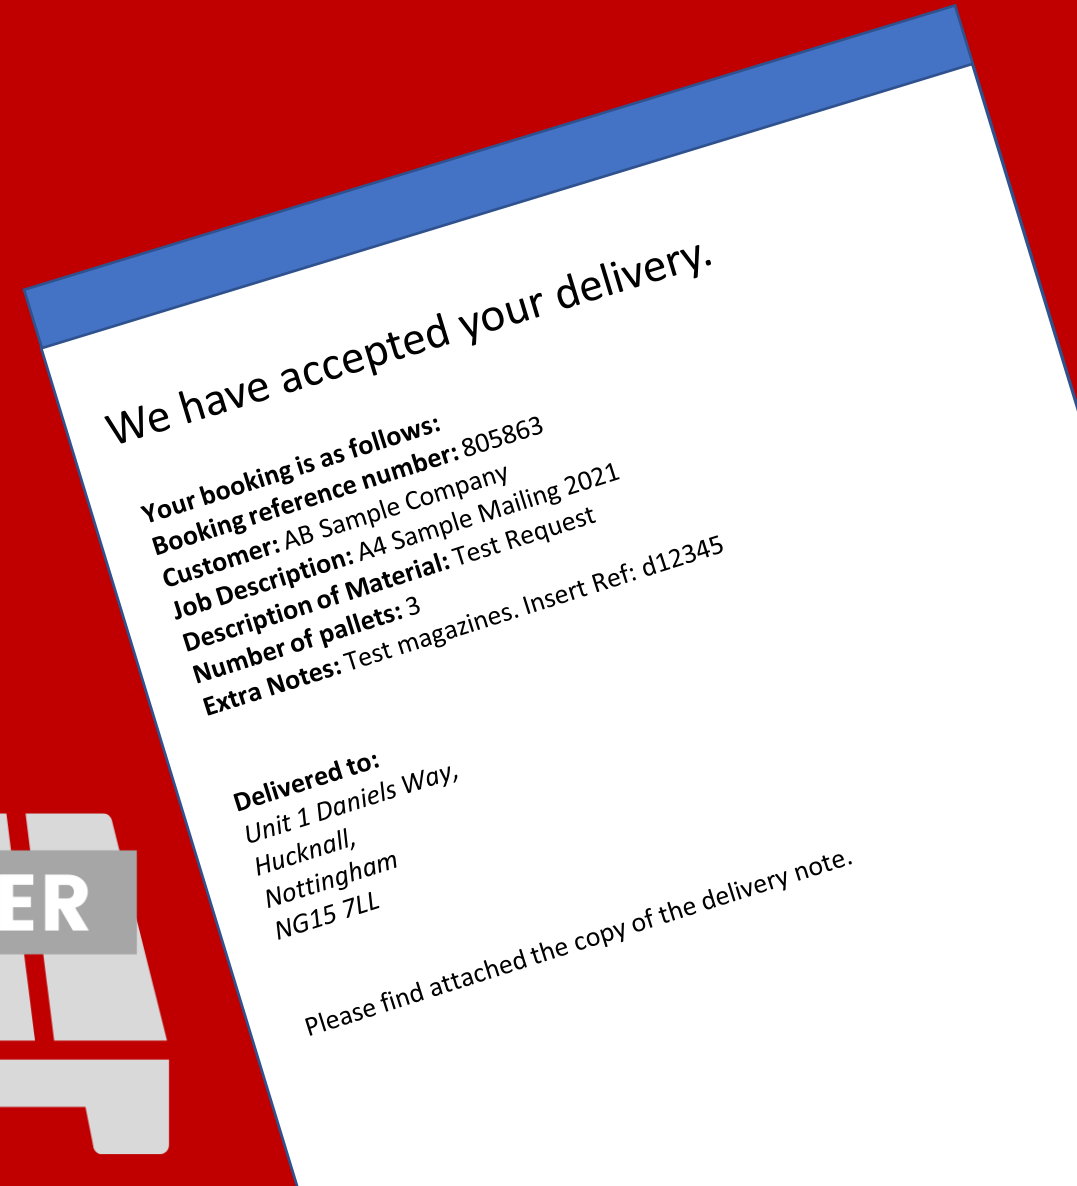 We have accepted your delivery.
Your booking is as follows:
Booking reference number: 805863
Customer: AB Sample Company
Job Description: A4 Sample Mailing 2021
Description of Material: Test Request
Number of pallets: 3
Extra Notes: Test magazines. Insert Ref: d12345
Delivered to:
Unit 1 Daniels Way,
Hucknall,
Nottingham
NG15 7LL
Please find attached the copy of the delivery note.
ER